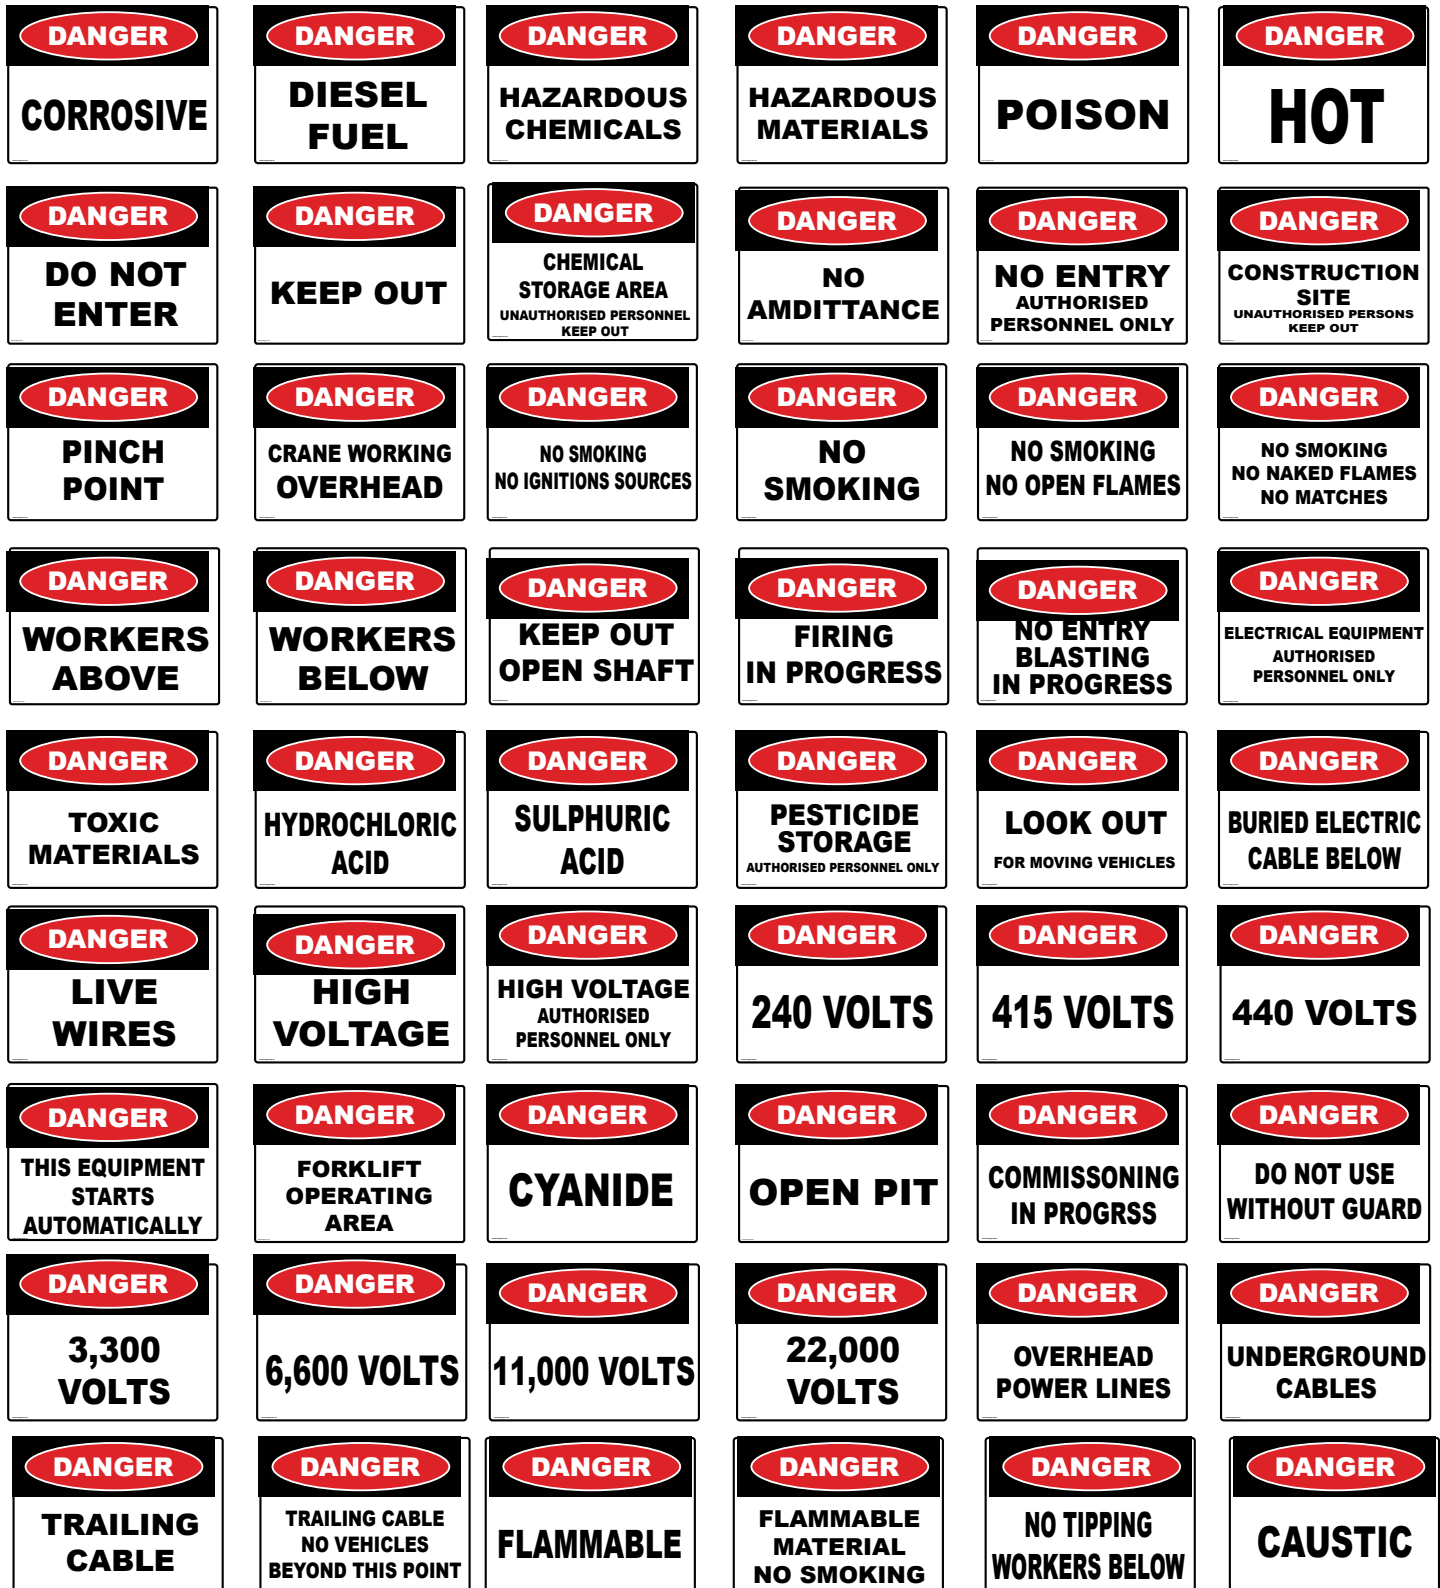 DANGER
CORROSIVE
DANGER
DIESEL
FUEL
DANGER
HAZARDOUS
CHEMICALS
DANGER
HAZARDOUS
MATERIALS
DANGER
POISON
DANGER
HOT
DANGER
DO NOT
ENTER
DANGER
KEEP OUT
DANGER
CHEMICAL
STORAGE AREA
UNAUTHORISED PERSONNEL
KEEP OUT
DANGER
NO
AMDITTANCE
DANGER
NO ENTRY
AUTHORISED
PERSONNEL ONLY
DANGER
CONSTRUCTION
SITE
UNAUTHORISED PERSONS
KEEP OUT
DANGER
PINCH
POINT
DANGER
CRANE WORKING
OVERHEAD
DANGER
NO SMOKING
NO IGNITIONS SOURCES
DANGER
NO
SMOKING
DANGER
NO SMOKING
NO OPEN FLAMES
DANGER
NO SMOKING
NO NAKED FLAMES
NO MATCHES
DANGER
WORKERS
ABOVE
DANGER
WORKERS
BELOW
DANGER
KEEP OUT
OPEN SHAFT
DANGER
FIRING
IN PROGRESS
DANGER
NO ENTRY
BLASTING
IN PROGRESS
DANGER
ELECTRICAL EQUIPMENT
AUTHORISED
PERSONNEL ONLY
DANGER
TOXIC
MATERIALS
DANGER
HYDROCHLORIC
ACID
DANGER
SULPHURIC
ACID
DANGER
PESTICIDE
STORAGE
AUTHORISED PERSONNEL ONLY
DANGER
LOOK OUT
FOR MOVING VEHICLES
DANGER
BURIED ELECTRIC
CABLE BELOW
DANGER
LIVE
WIRES
DANGER
HIGH
VOLTAGE
DANGER
HIGH VOLTAGE
AUTHORISED
PERSONNEL ONLY
DANGER
240 VOLTS
DANGER
415 VOLTS
DANGER
440 VOLTS
DANGER
THIS EQUIPMENT
STARTS
AUTOMATICALLY
DANGER
FORKLIFT
OPERATING
AREA
DANGER
CYANIDE
DANGER
OPEN PIT
DANGER
COMMISSONING
IN PROGRSS
DANGER
DO NOT USE
WITHOUT GUARD
DANGER
3,300
VOLTS
DANGER
6,600 VOLTS
DANGER
11,000 VOLTS
DANGER
22,000
VOLTS
DANGER
OVERHEAD
POWER LINES
DANGER
UNDERGROUND
CABLES
DANGER
TRAILING
CABLE
DANGER
TRAILING CABLE
NO VEHICLES
BEYOND THIS POINT
DANGER
FLAMMABLE
DANGER
FLAMMABLE
MATERIAL
NO SMOKING
DANGER
NO TIPPING
WORKERS BELOW
DANGER
CAUSTIC